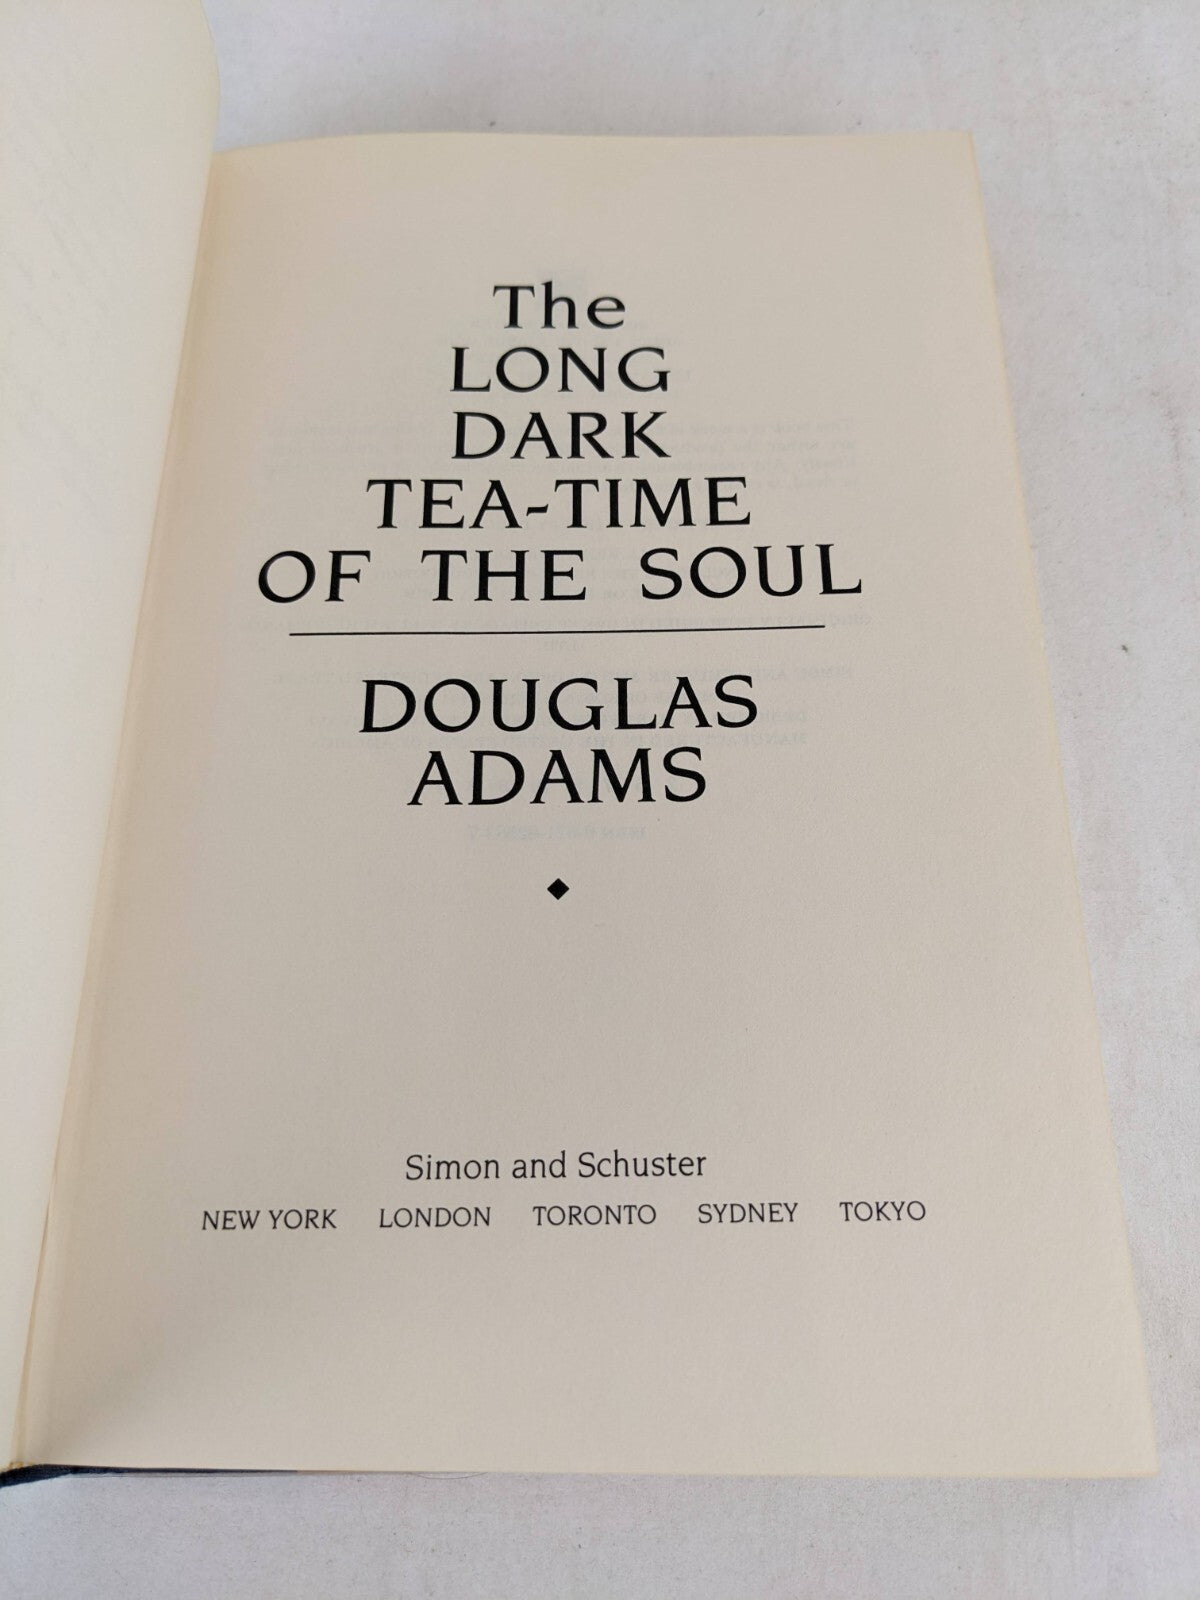 The
LONG
DARK
TEA-TIME
OF THE SOUL
DOUGLAS
ADAMS
Simon and Schuster
NEW YORK LONDON TORONTO SYDNEY TOKYO